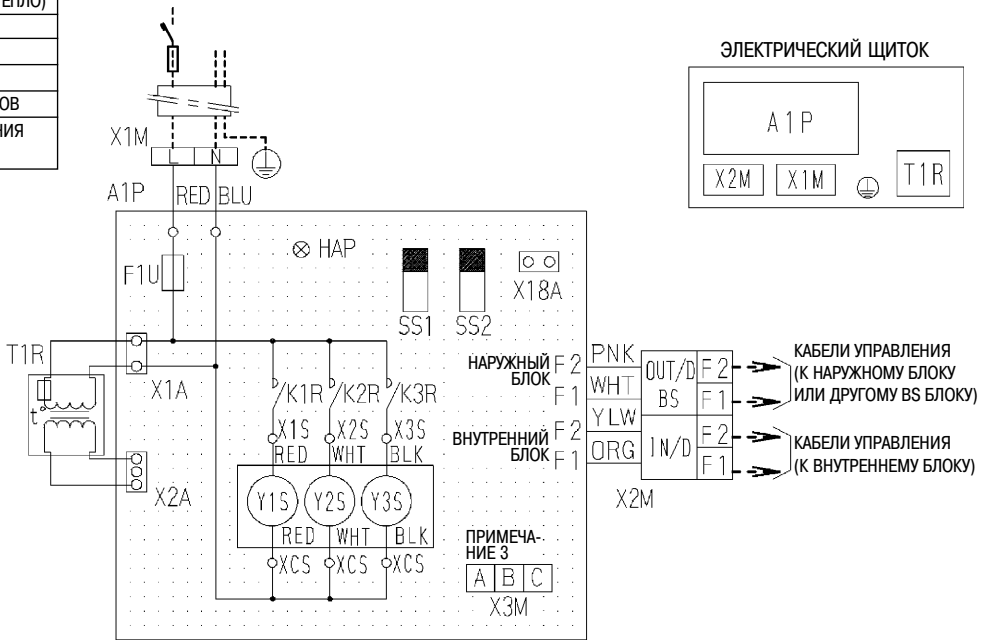 ЕПЛО)
ОВ
НИЯ
ЭЛЕКТРИЧЕСКИЙ ЩИТОК
A1P
X2M X1M T1R
X1M
L N
A1P RED BLU
HAP
F1U
SS1 SS2 X18A
T1R
t°
X1A
X2A
K1R K2R K3R
X1S X2S X3S
RED WHT BLK
Y1S Y2S Y3S
RED WHT BLK
XCS XCS XCS
НАРУЖНЫЙ F2 PNK
БЛОК F1 WHT
ВНУТРЕННИЙ F2 YLW
БЛОК F1 ORG
OUT/D F2
BS F1
IN/D F2
F1
X2M
КАБЕЛИ УПРАВЛЕНИЯ
(К НАРУЖНОМУ БЛОКУ
ИЛИ ДРУГОМУ BS БЛОКУ)
КАБЕЛИ УПРАВЛЕНИЯ
(К ВНУТРЕННЕМУ БЛОКУ)
ПРИМЕЧА-
НИЕ 3
A B C
X3M